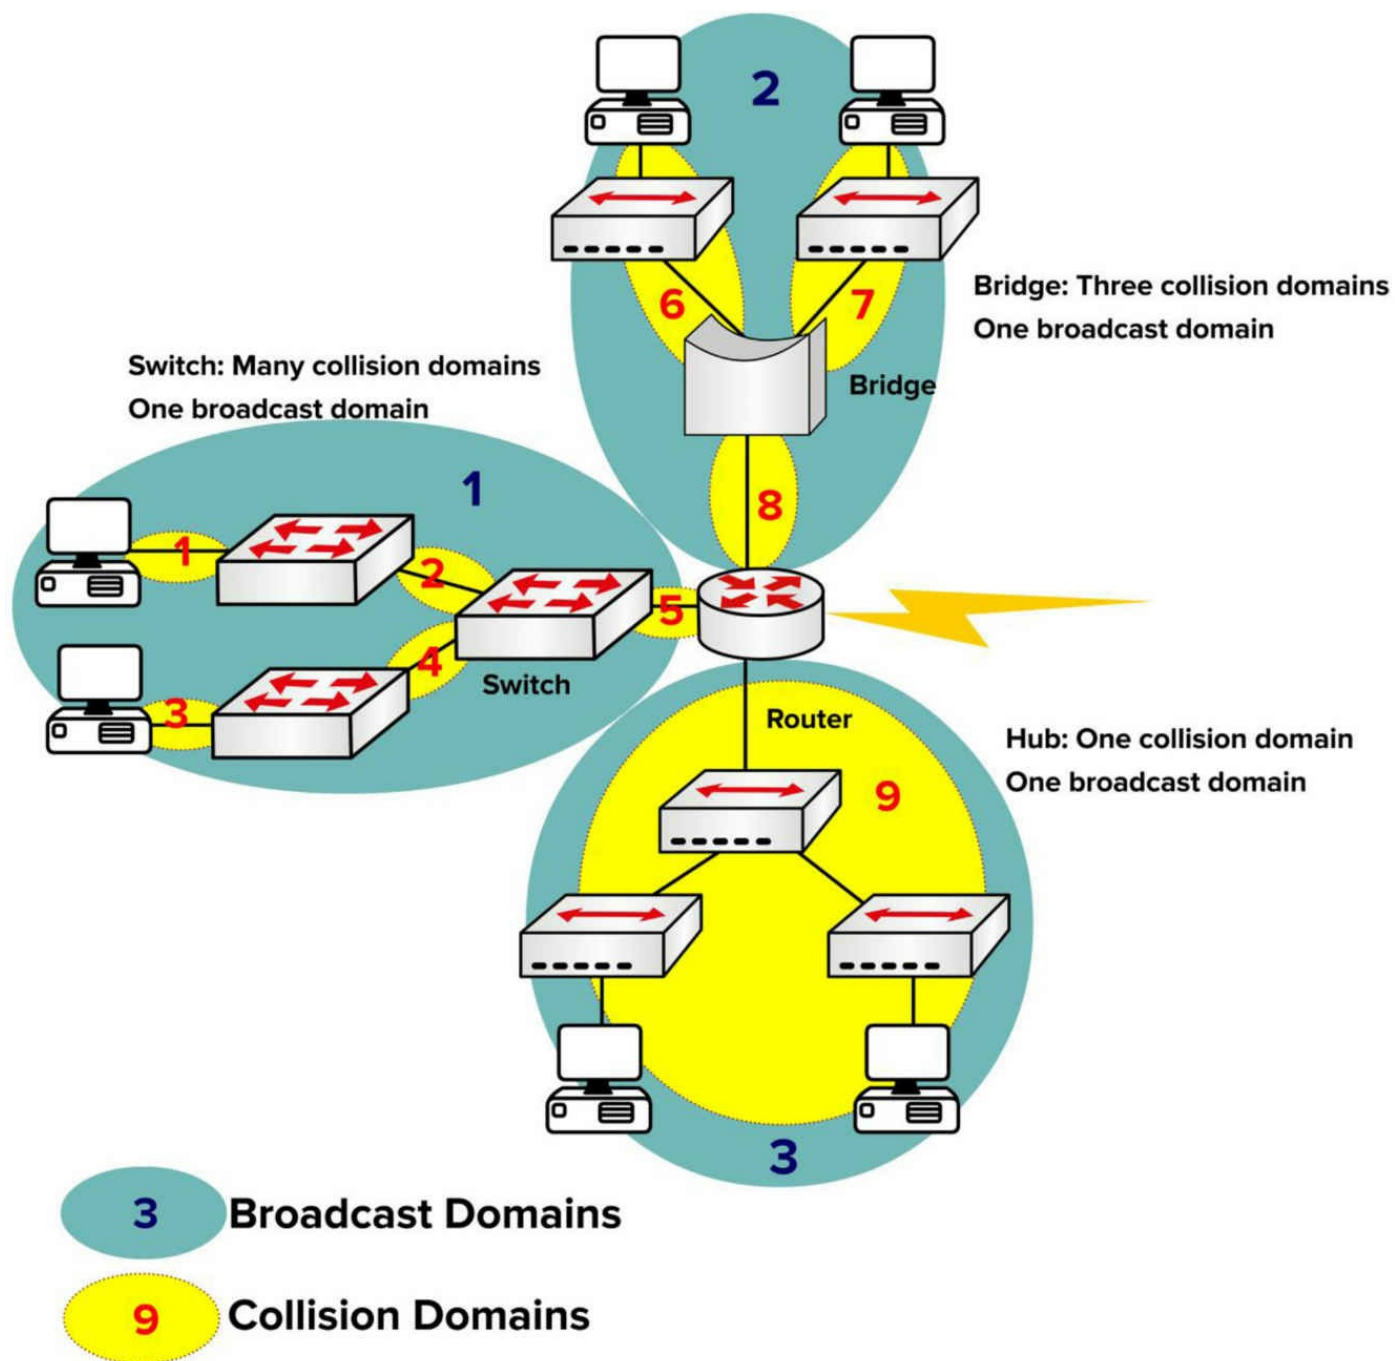 2
6
7
Bridge: Three collision domains
One broadcast domain
Switch: Many collision domains
One broadcast domain
Bridge
1
8
1
2
5
4
Switch
3
Router
Hub: One collision domain
One broadcast domain
9
3
3 Broadcast Domains
9 Collision Domains